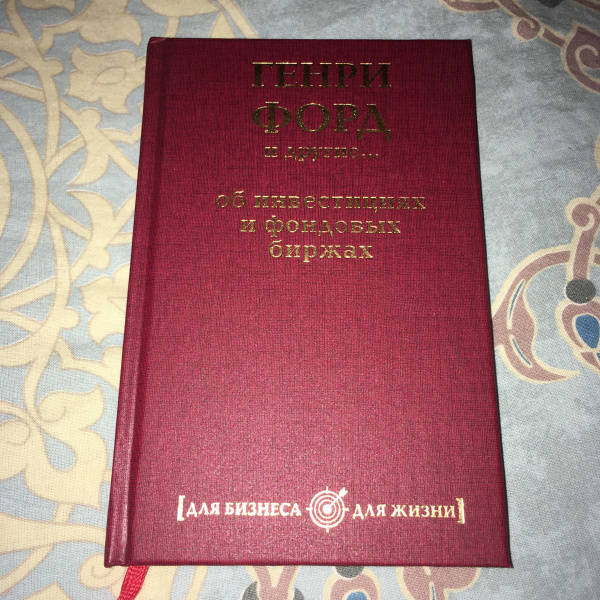 ГЕНРИ
ФОРД
и другие...
об инвестициях
и фондовых
биржах
[ДЛЯ БИЗНЕСА ДЛЯ ЖИЗНИ]